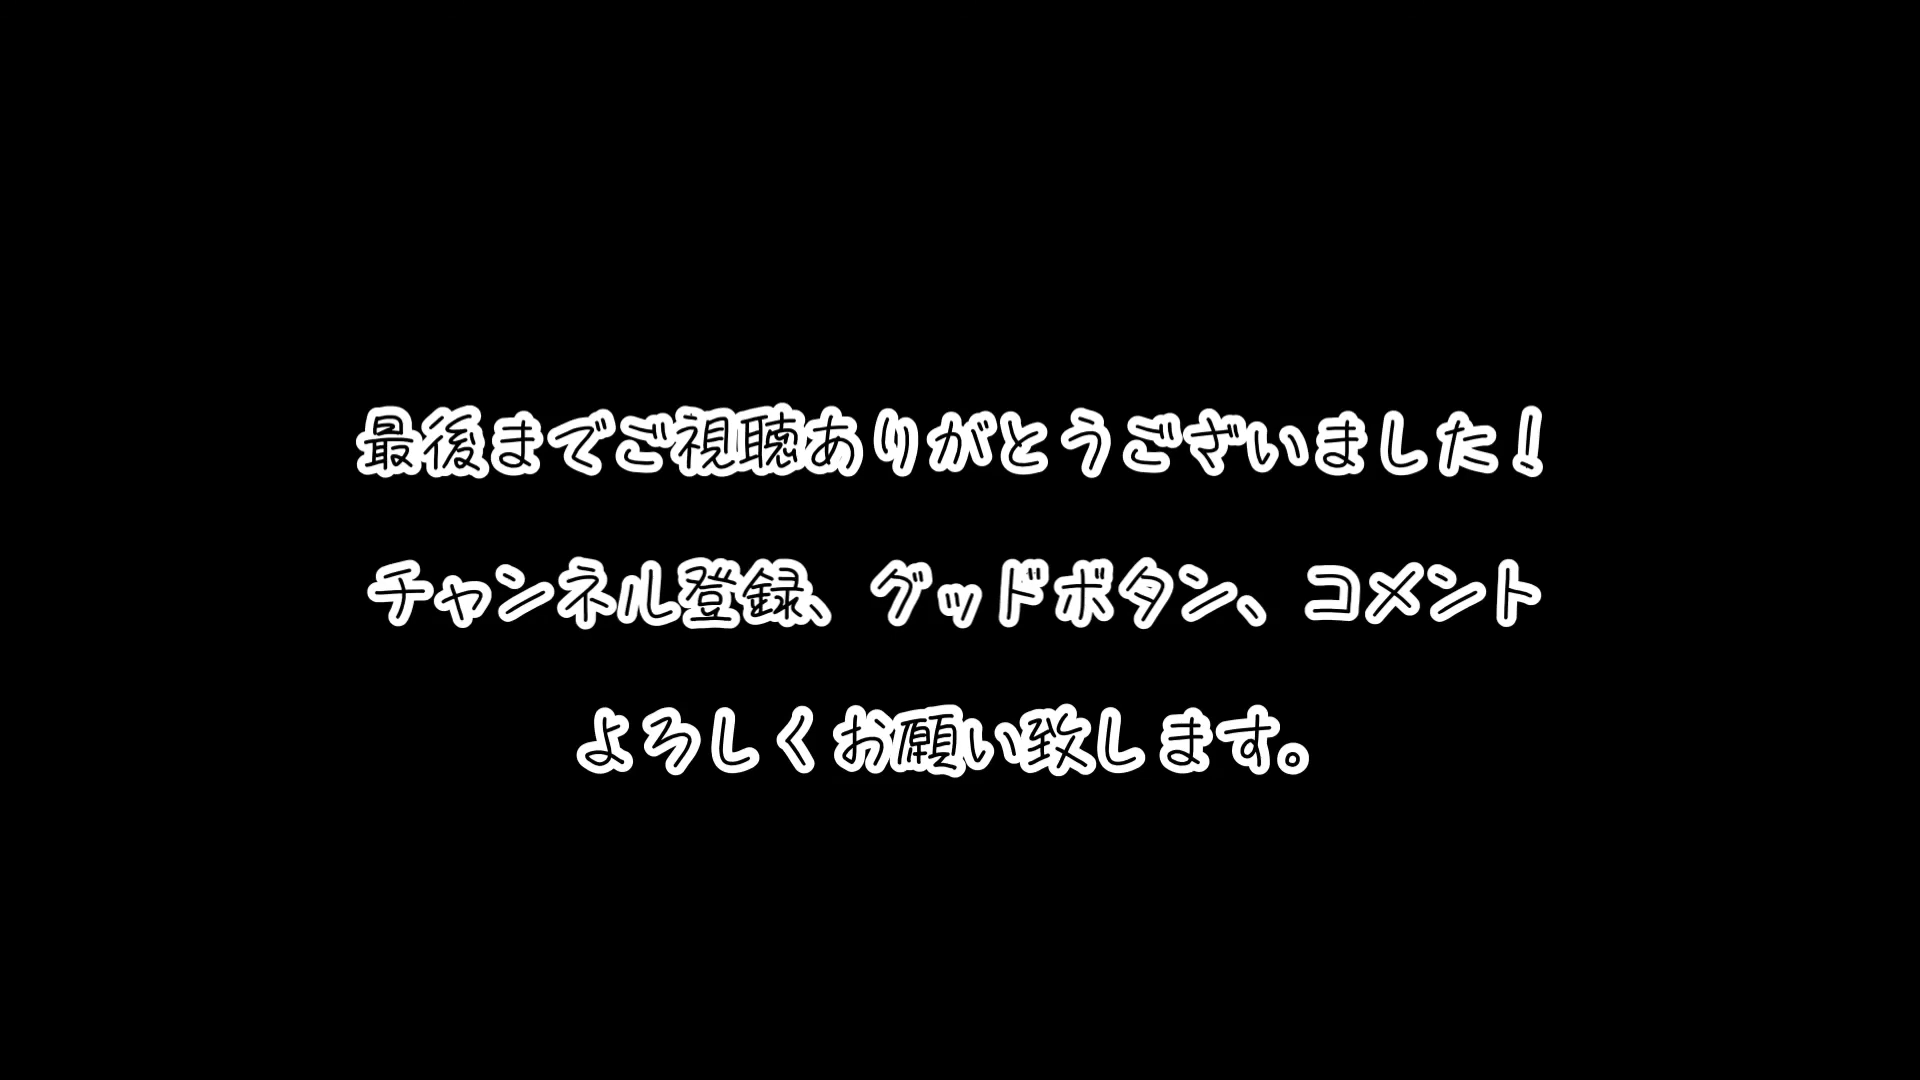 最後までご視聴ありがとうございました！
チャンネル登録、グッドボタン、コメント
よろしくお願い致します。